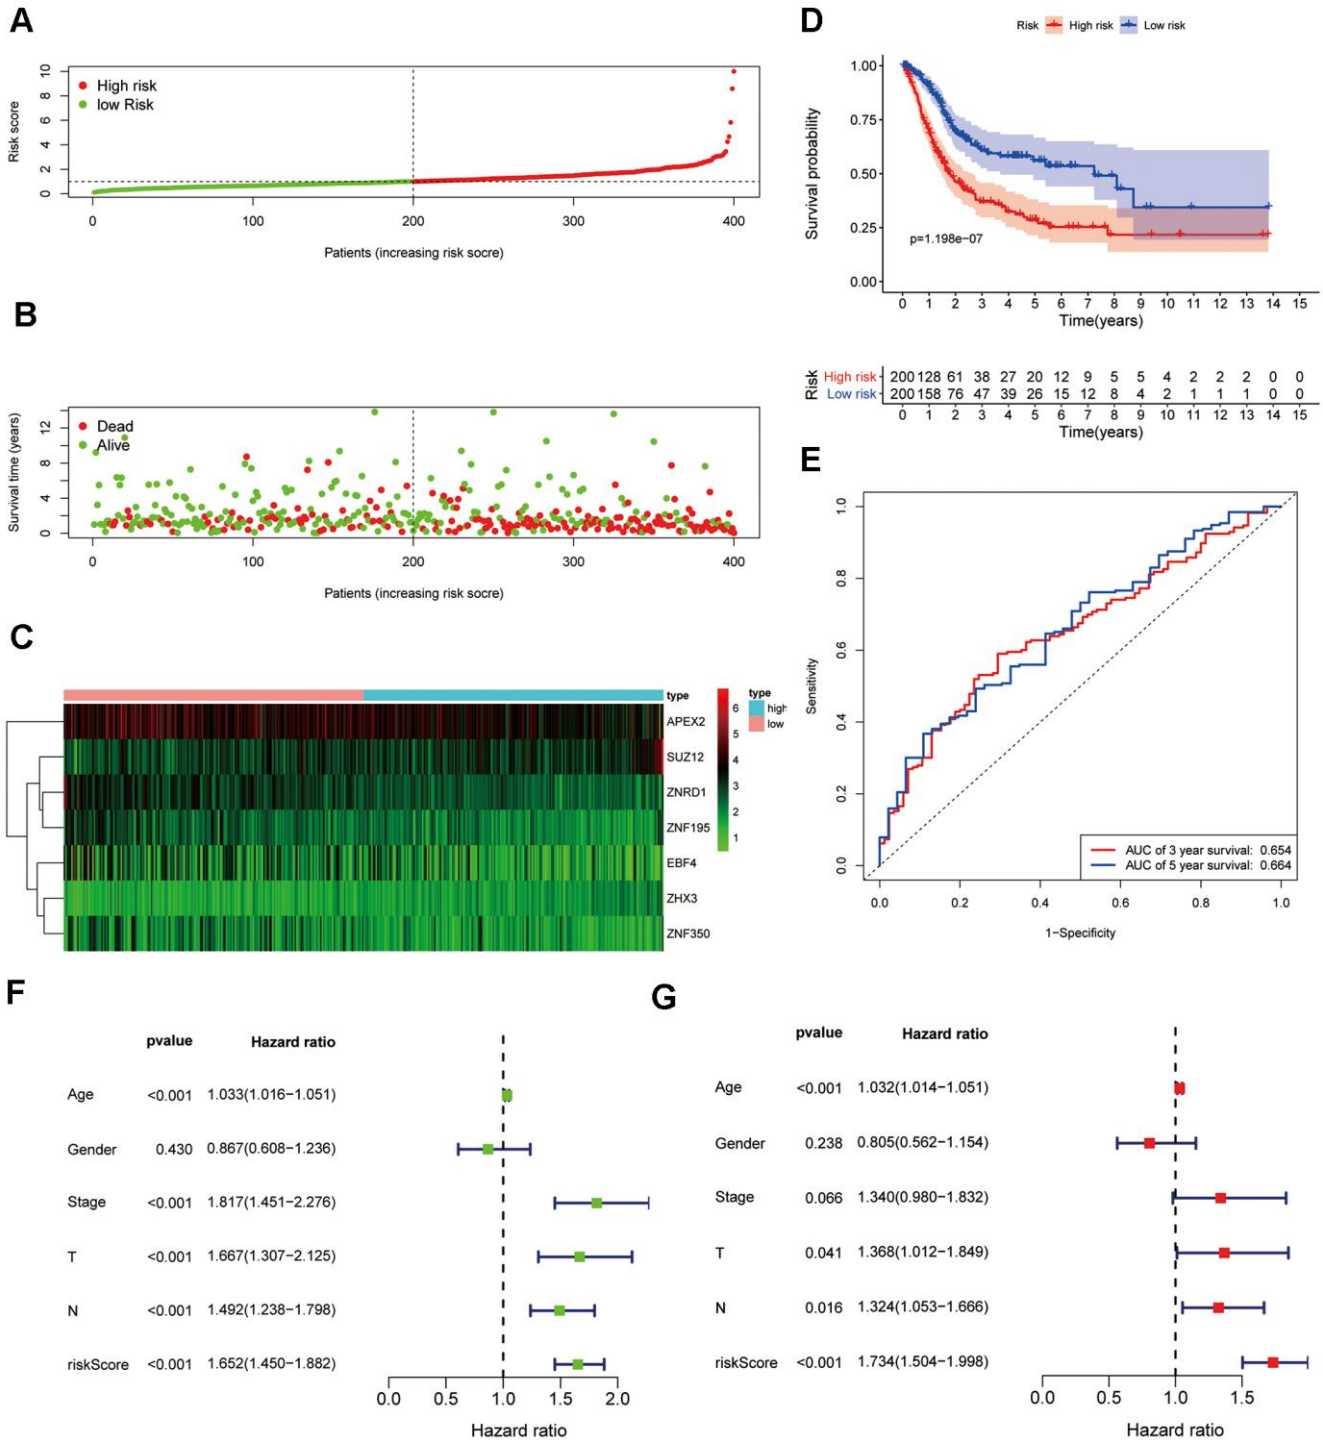 A
High risk
low Risk
Risk score
0 2 4 6 8 10
0 100 200 300 400
Patients (increasing risk socre)
B
Dead
Alive
Survival time (years)
0 4 8 12
0 100 200 300 400
Patients (increasing risk socre)
C
type
APEX2
SUZ12
ZNRD1
ZNF195
EBF4
ZHX3
ZNF350
6
5
4
3
2
1
type
high
low
D
Risk High risk Low risk
Survival probability
1.00
0.75
0.50
0.25
0.00
p=1.198e−07
0 1 2 3 4 5 6 7 8 9 10 11 12 13 14 15
Time(years)
Risk
High risk 200 128 61 38 27 20 12 9 5 5 4 2 2 2 0 0
Low risk 200 158 76 47 39 26 15 12 8 4 2 1 1 1 0 0
0 1 2 3 4 5 6 7 8 9 10 11 12 13 14 15
Time(years)
E
Sensitivity
0.0 0.2 0.4 0.6 0.8 1.0
AUC of 3 year survival: 0.654
AUC of 5 year survival: 0.664
0.0 0.2 0.4 0.6 0.8 1.0
1−Specificity
F
pvalue Hazard ratio
Age <0.001 1.033(1.016−1.051)
Gender 0.430 0.867(0.608−1.236)
Stage <0.001 1.817(1.451−2.276)
T <0.001 1.667(1.307−2.125)
N <0.001 1.492(1.238−1.798)
riskScore <0.001 1.652(1.450−1.882)
0.0 0.5 1.0 1.5 2.0
Hazard ratio
G
pvalue Hazard ratio
Age <0.001 1.032(1.014−1.051)
Gender 0.238 0.805(0.562−1.154)
Stage 0.066 1.340(0.980−1.832)
T 0.041 1.368(1.012−1.849)
N 0.016 1.324(1.053−1.666)
riskScore <0.001 1.734(1.504−1.998)
0.0 0.5 1.0 1.5
Hazard ratio